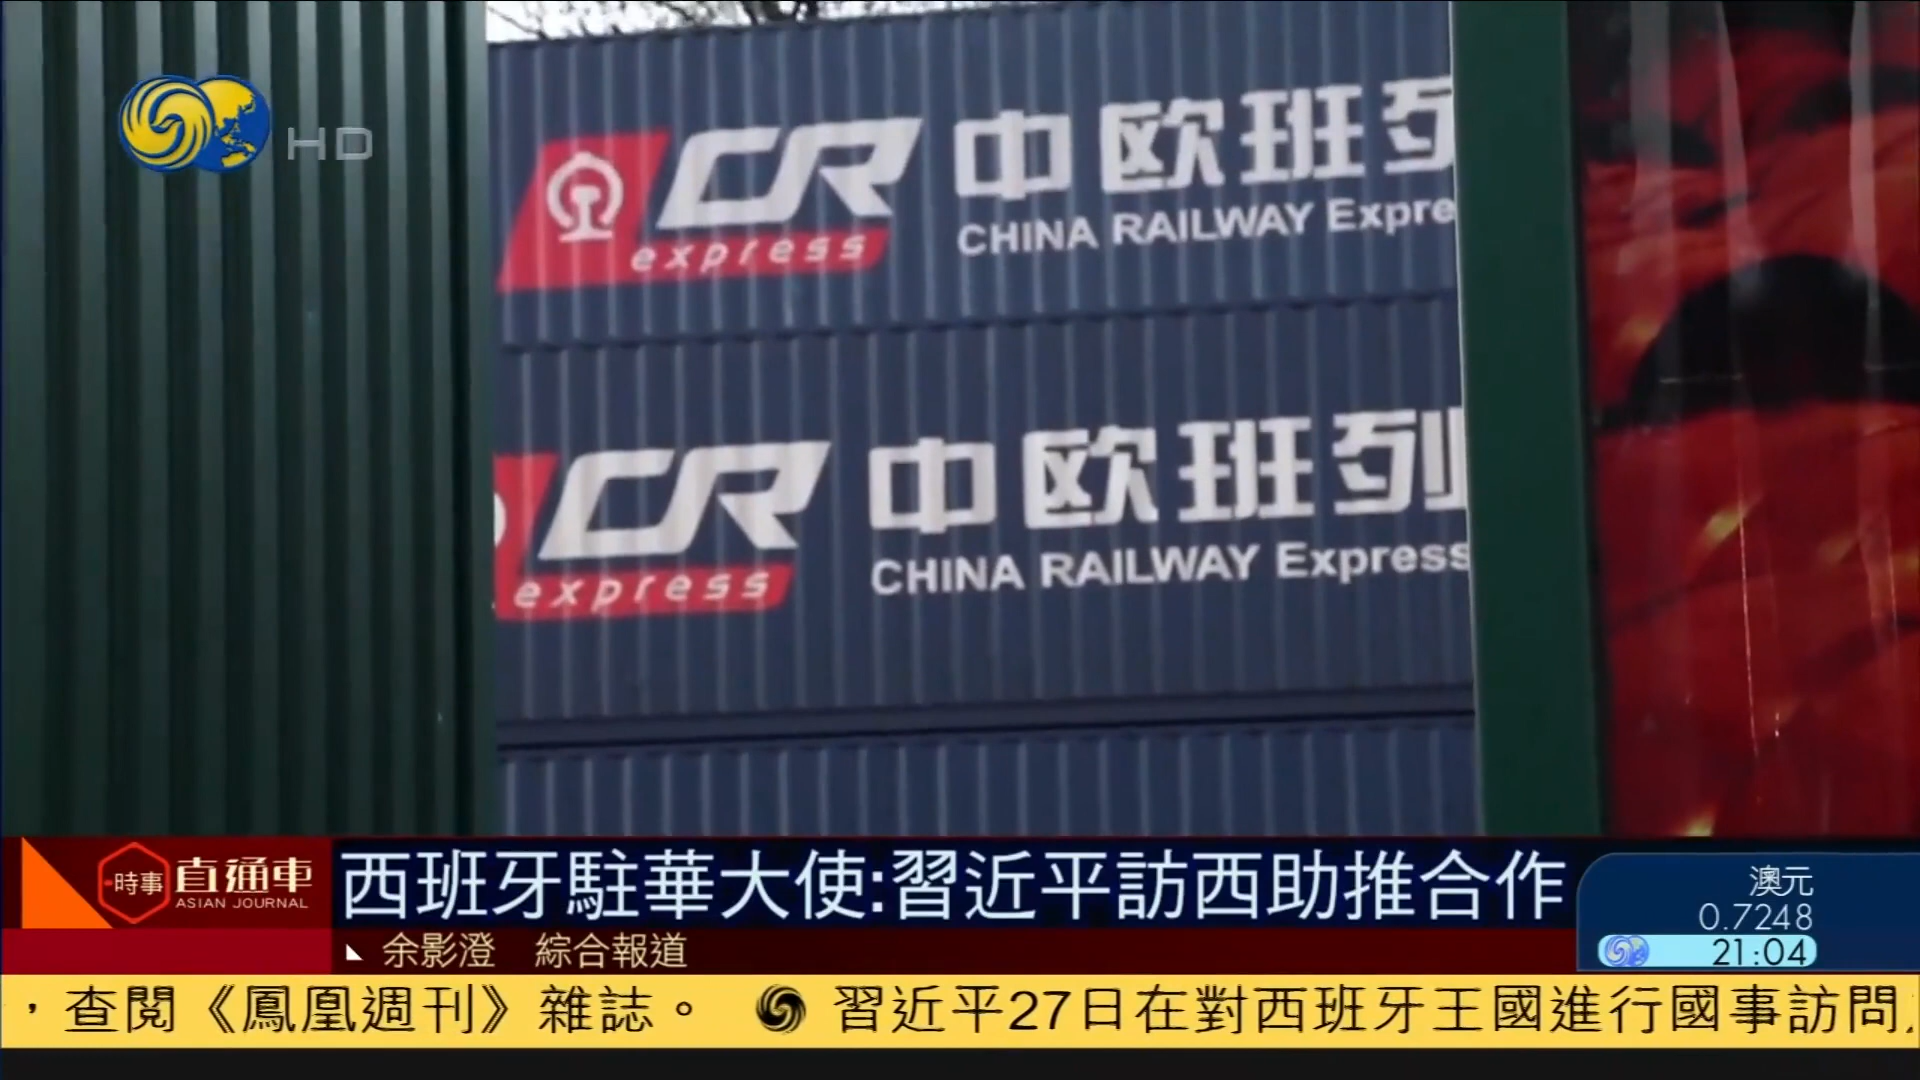 HD
CR 中欧班列
express
CHINA RAILWAY Expre
CR 中欧班列
express
CHINA RAILWAY Express
時事 直通車
ASIAN JOURNAL
西班牙駐華大使:習近平訪西助推合作
余影澄 綜合報道
澳元
0.7248
21:04
，查閱《鳳凰週刊》雜誌。 習近平27日在對西班牙王國進行國事訪問